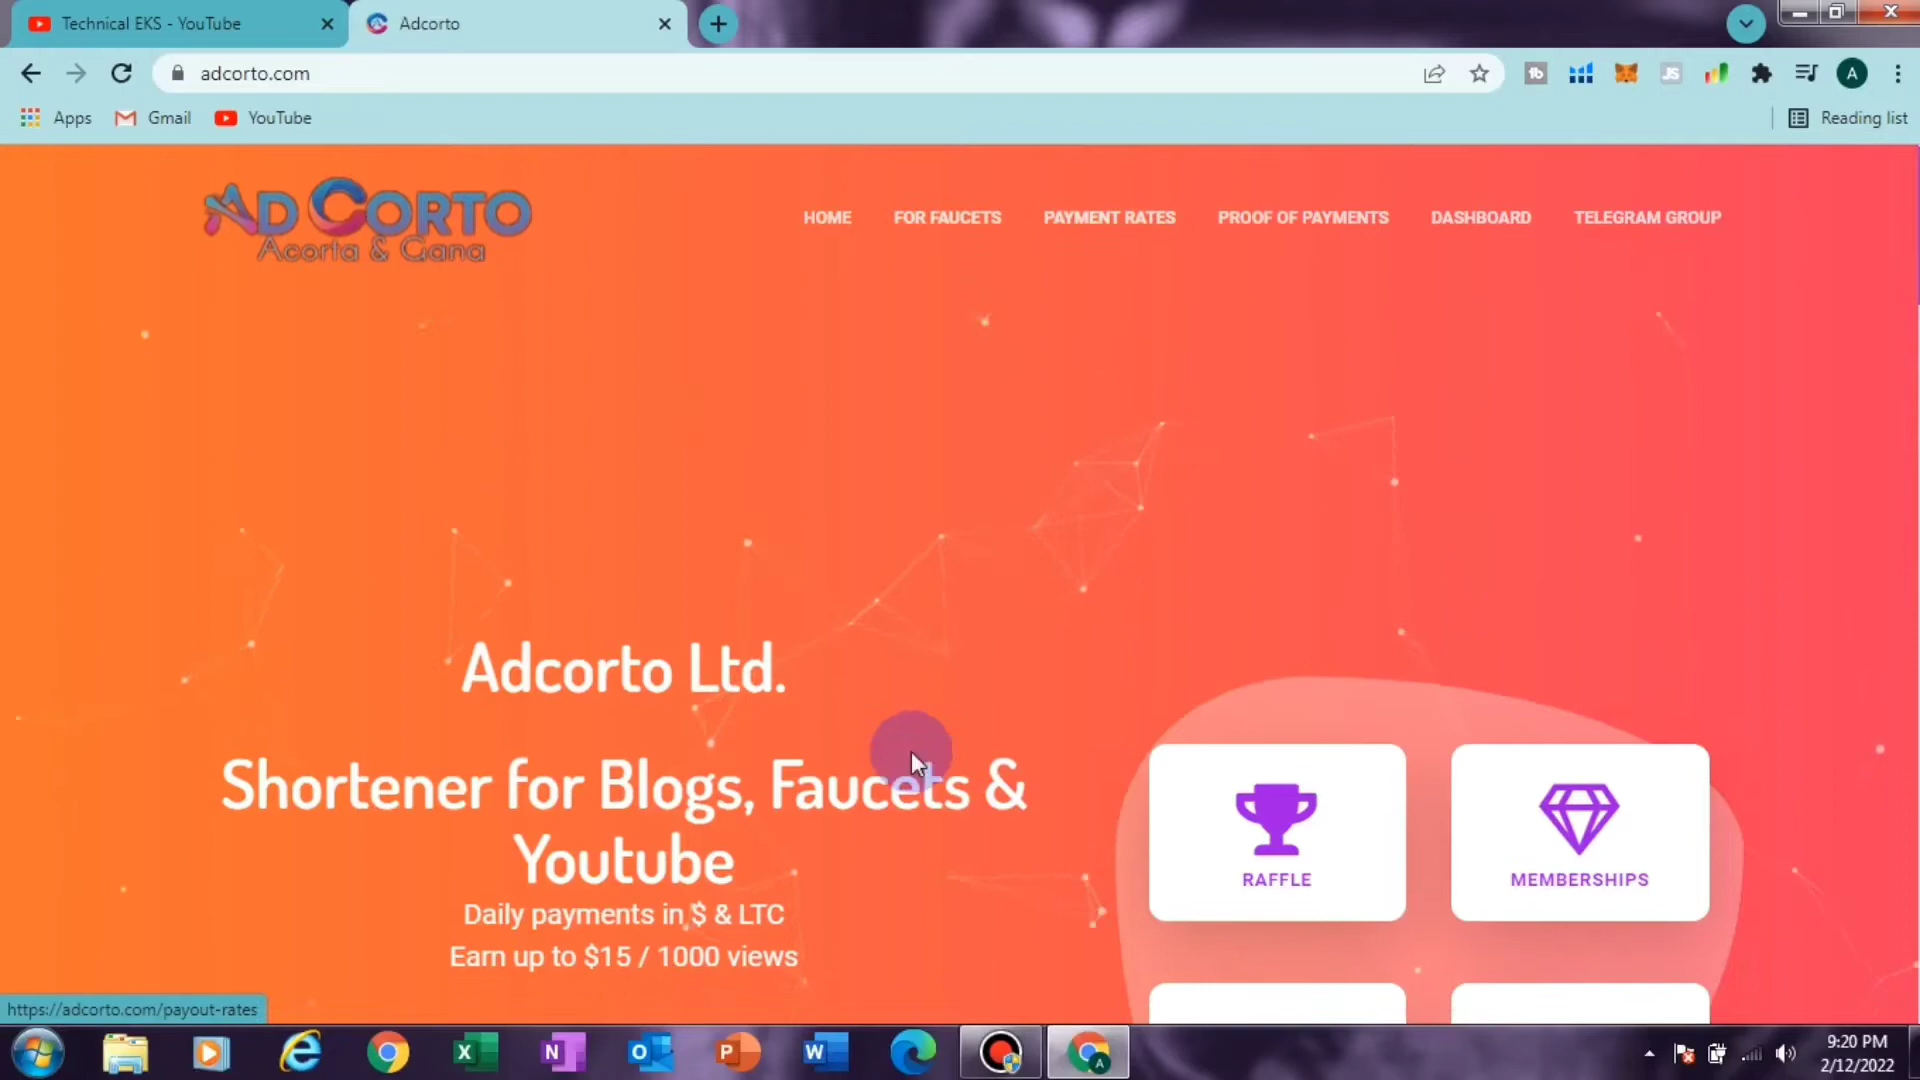 Technical EKS - YouTube
Adcorto
adcorto.com
A
Apps
Gmail
YouTube
Reading list
AD CORTO
Acorta & Gana
HOME
FOR FAUCETS
PAYMENT RATES
PROOF OF PAYMENTS
DASHBOARD
TELEGRAM GROUP
Adcorto Ltd.
Shortener for Blogs, Faucets &
Youtube
Daily payments in $ & LTC
Earn up to $15 / 1000 views
RAFFLE
MEMBERSHIPS
https://adcorto.com/payout-rates
9:20 PM
2/12/2022